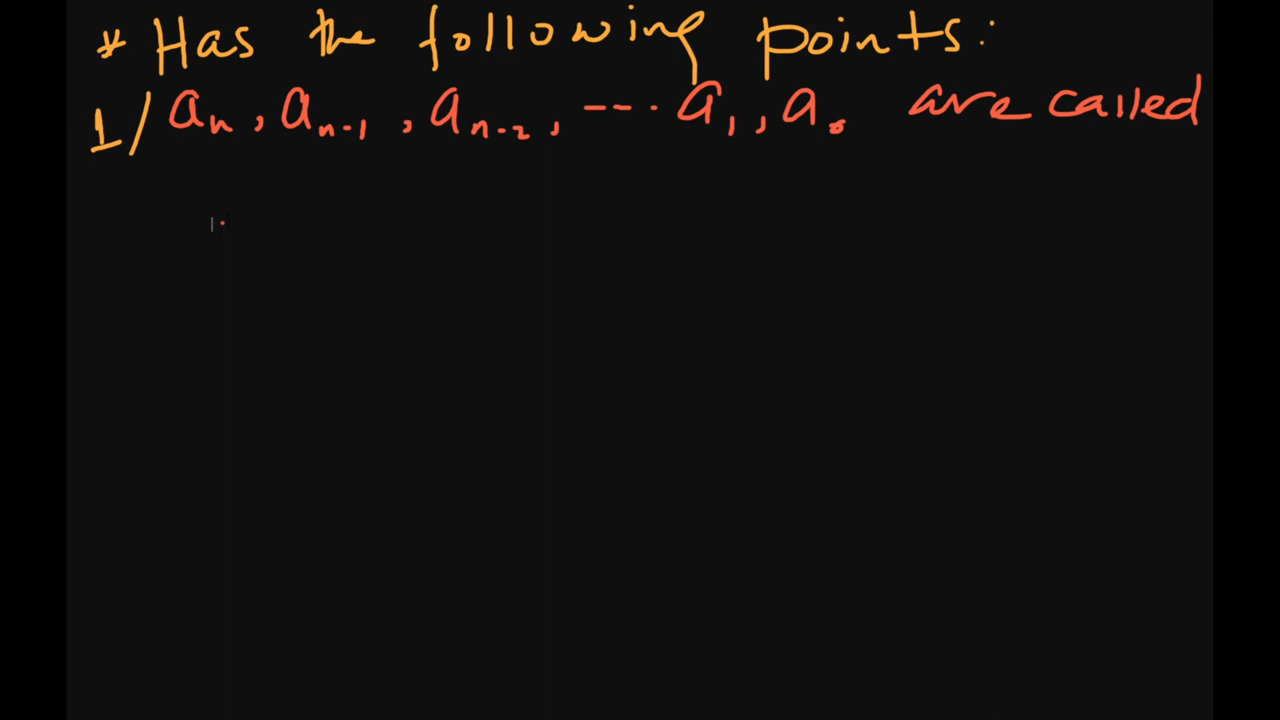 * Has the following points:
1/ aₙ, aₙ₋₁, aₙ₋₂, --- a₁, a₀ are called